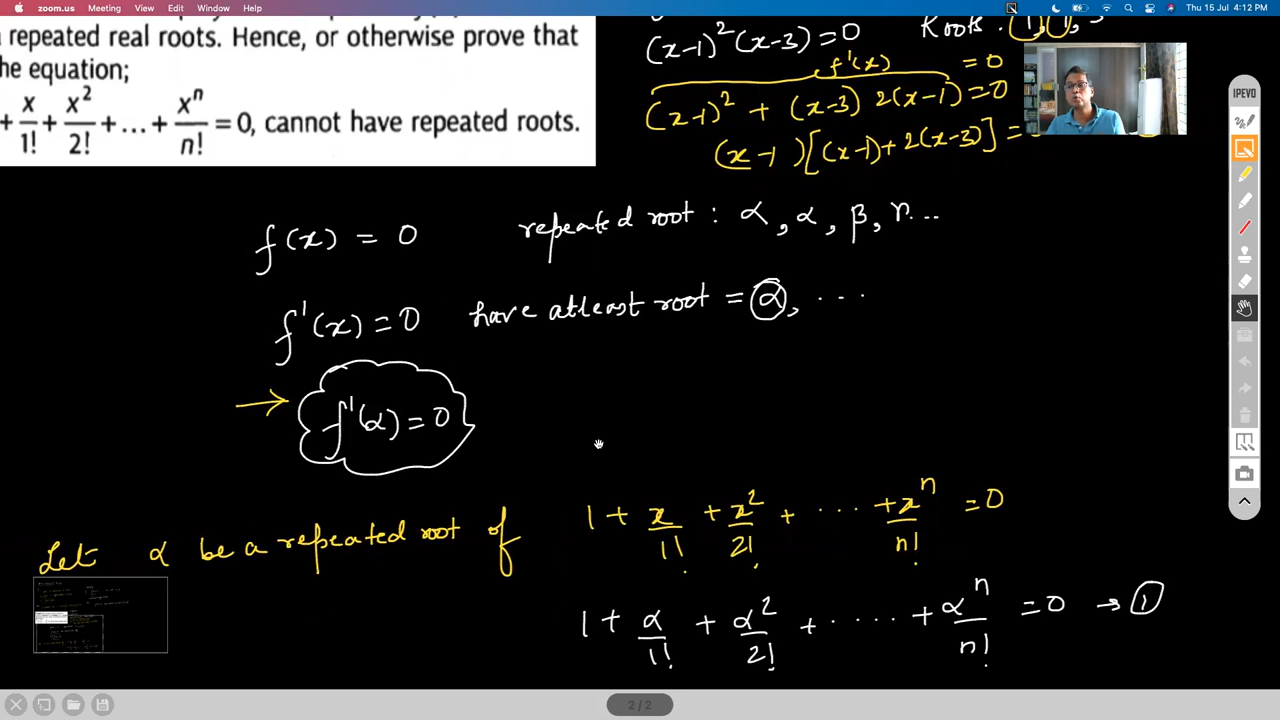 zoom.us Meeting View Edit Window Help Thu 15 Jul 4:12 PM
repeated real roots. Hence, or otherwise prove that
he equation;
+ x/1! + x²/2! + ... + xⁿ/n! = 0, cannot have repeated roots.
(x-1)² (x-3) = 0 Roots : 1, 1,
f'(x) = 0
(x-1)² + (x-3) 2(x-1) = 0
(x-1)[(x-1) + 2(x-3)] =
IPEVO
f(x) = 0 repeated root : α, α, β, r...
f'(x) = 0 have atleast root = α, ...
→ f'(α) = 0
Let α be a repeated root of 1 + x/1! + x²/2! + ... + xⁿ/n! = 0
1 + α/1! + α²/2! + ..... + αⁿ/n! = 0 → 1
2 / 2